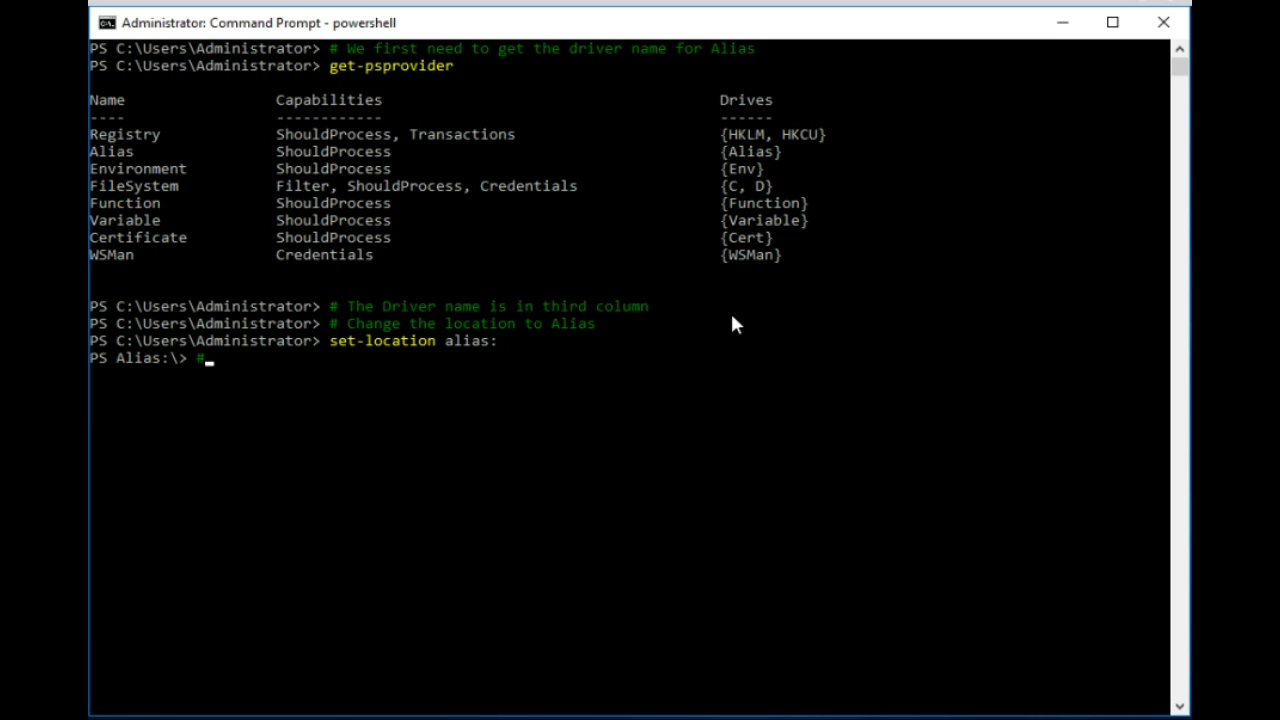 Administrator: Command Prompt - powershell
PS C:\Users\Administrator> # We first need to get the driver name for Alias
PS C:\Users\Administrator> get-psprovider
Name Capabilities Drives
---- ------------ ------
Registry ShouldProcess, Transactions {HKLM, HKCU}
Alias ShouldProcess {Alias}
Environment ShouldProcess {Env}
FileSystem Filter, ShouldProcess, Credentials {C, D}
Function ShouldProcess {Function}
Variable ShouldProcess {Variable}
Certificate ShouldProcess {Cert}
WSMan Credentials {WSMan}
PS C:\Users\Administrator> # The Driver name is in third column
PS C:\Users\Administrator> # Change the location to Alias
PS C:\Users\Administrator> set-location alias:
PS Alias:\> #